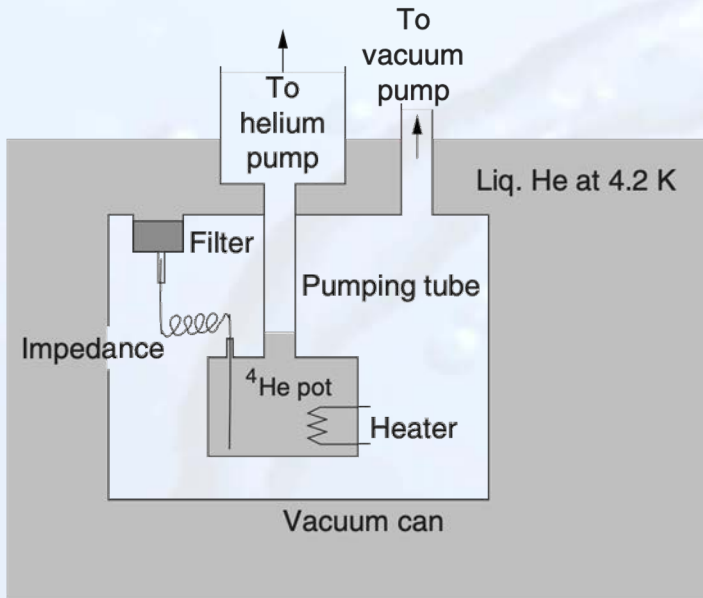 To
helium
pump
To
vacuum
pump
Liq. He at 4.2 K
Filter
Pumping tube
Impedance
⁴He pot
Heater
Vacuum can